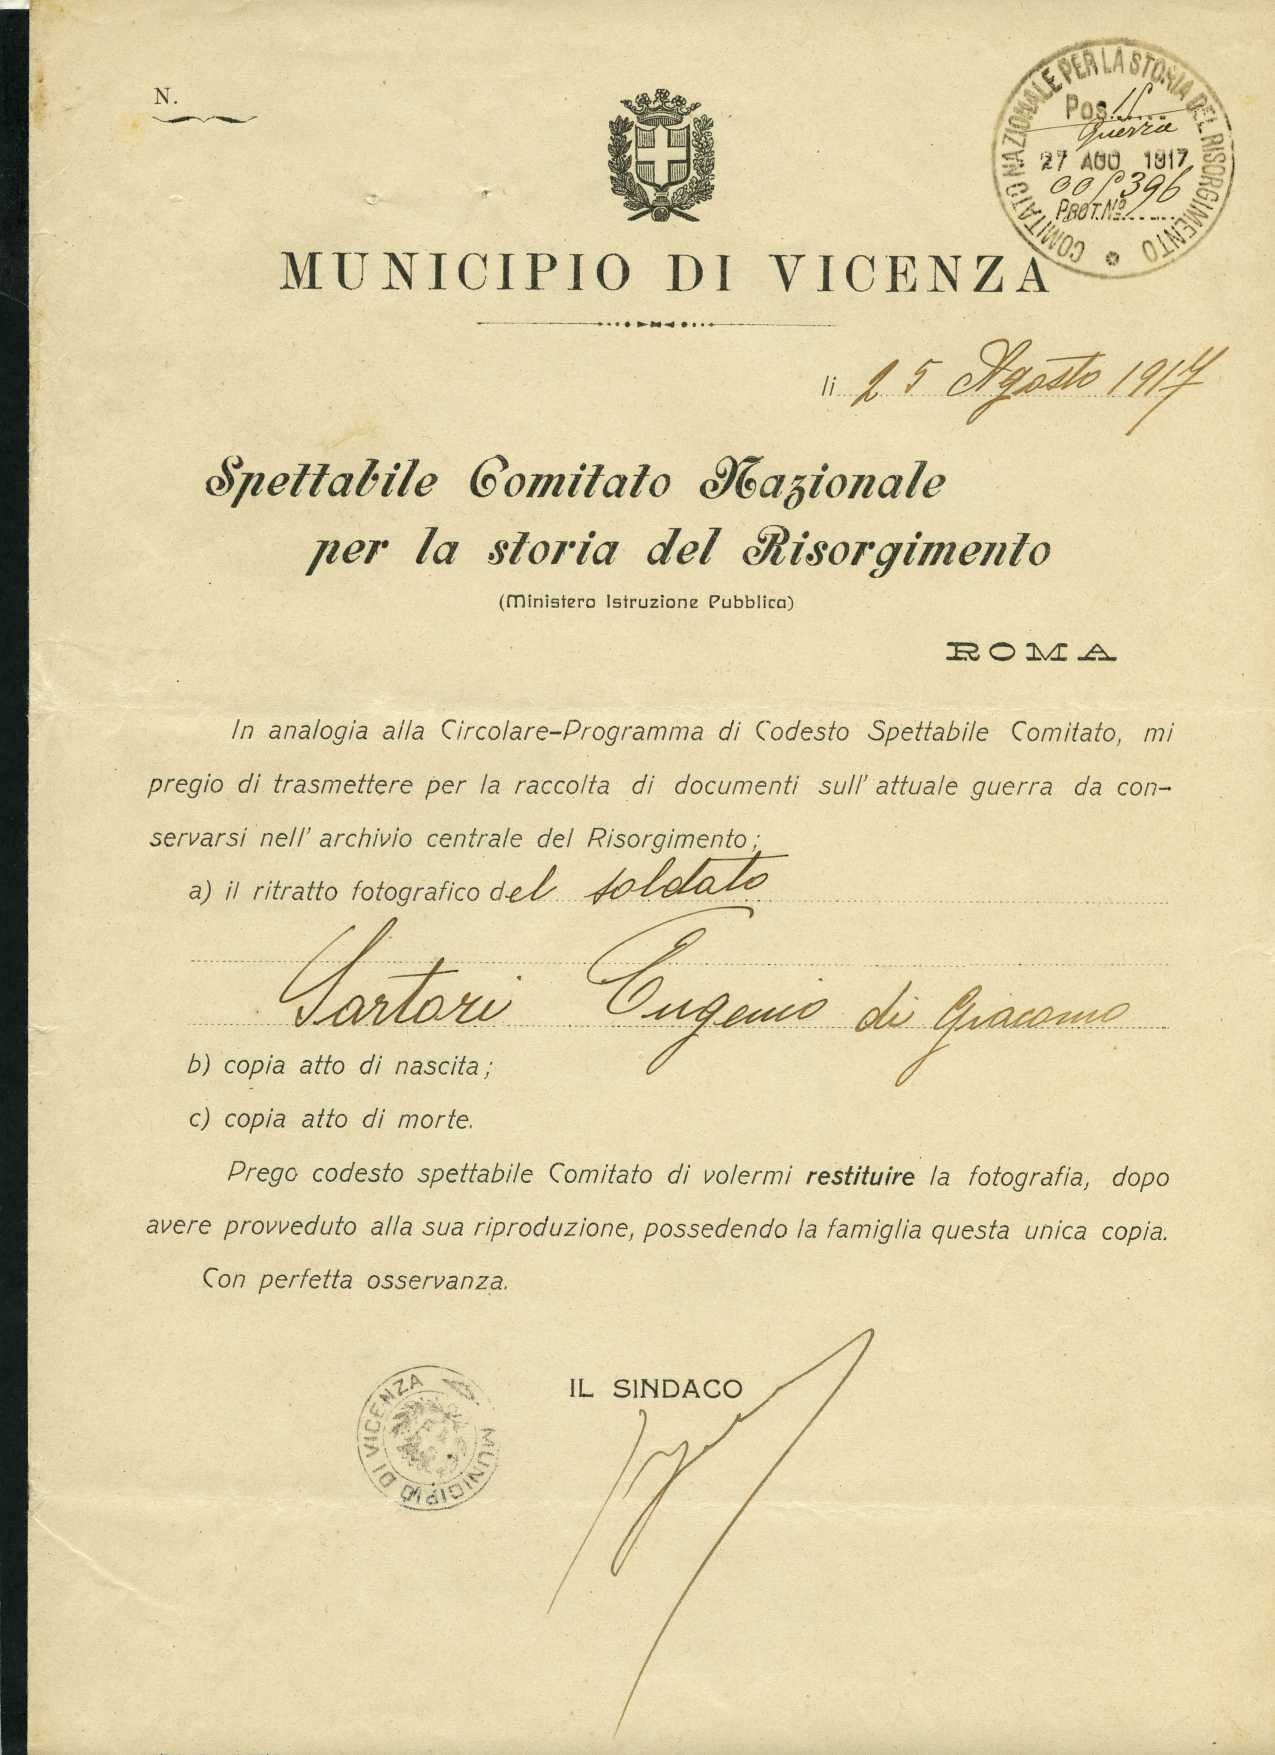 N.
COMITATO NAZIONALE PER LA STORIA DEL RISORGIMENTO
Pos.
Guerra
27 AGO 1917
396
PROT. Nº
MUNICIPIO DI VICENZA
li 25 Agosto 1917
Spettabile Comitato Nazionale
per la storia del Risorgimento
(Ministero Istruzione Pubblica)
ROMA
In analogia alla Circolare-Programma di Codesto Spettabile Comitato, mi
pregio di trasmettere per la raccolta di documenti sull' attuale guerra da con-
servarsi nell' archivio centrale del Risorgimento;
a) il ritratto fotografico del soldato
Sartori Eugenio di Giacomo
b) copia atto di nascita;
c) copia atto di morte.
Prego codesto spettabile Comitato di volermi restituire la fotografia, dopo
avere provveduto alla sua riproduzione, possedendo la famiglia questa unica copia.
Con perfetta osservanza.
IL SINDACO
MUNICIPIO DI VICENZA